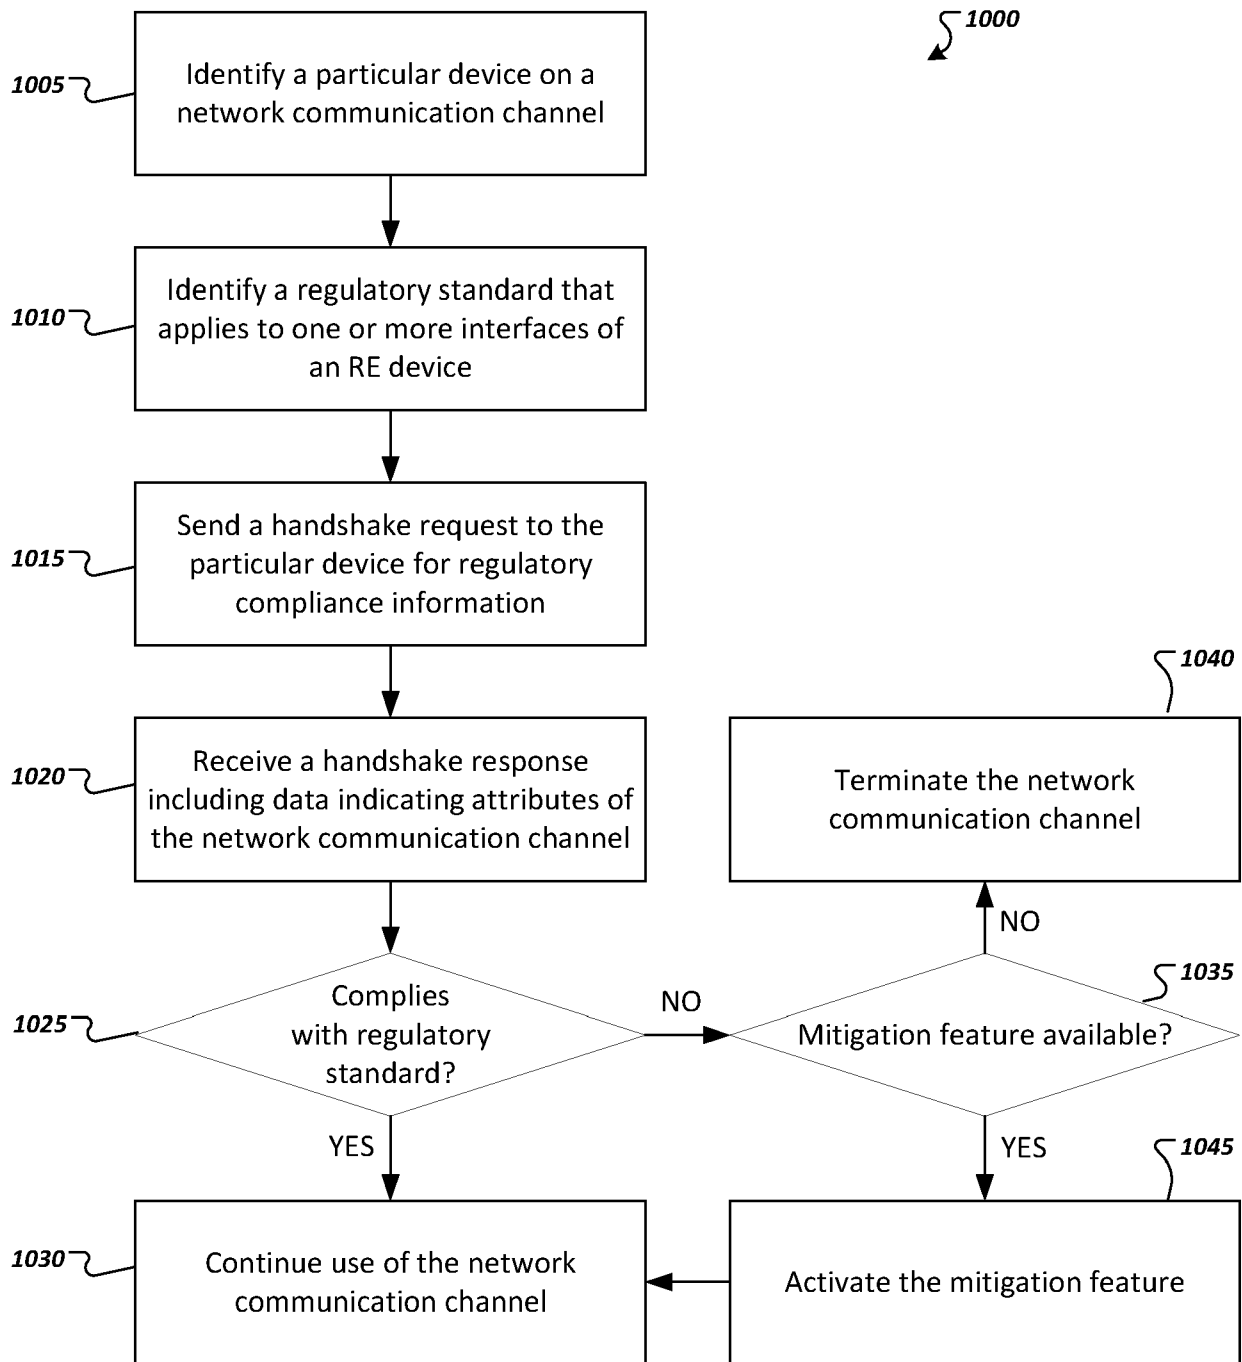 1000
1005
Identify a particular device on a
network communication channel
1010
Identify a regulatory standard that
applies to one or more interfaces of
an RE device
1015
Send a handshake request to the
particular device for regulatory
compliance information
1020
Receive a handshake response
including data indicating attributes of
the network communication channel
1040
Terminate the network
communication channel
NO
1025
Complies
with regulatory
standard?
NO
1035
Mitigation feature available?
YES
YES
1030
Continue use of the network
communication channel
1045
Activate the mitigation feature